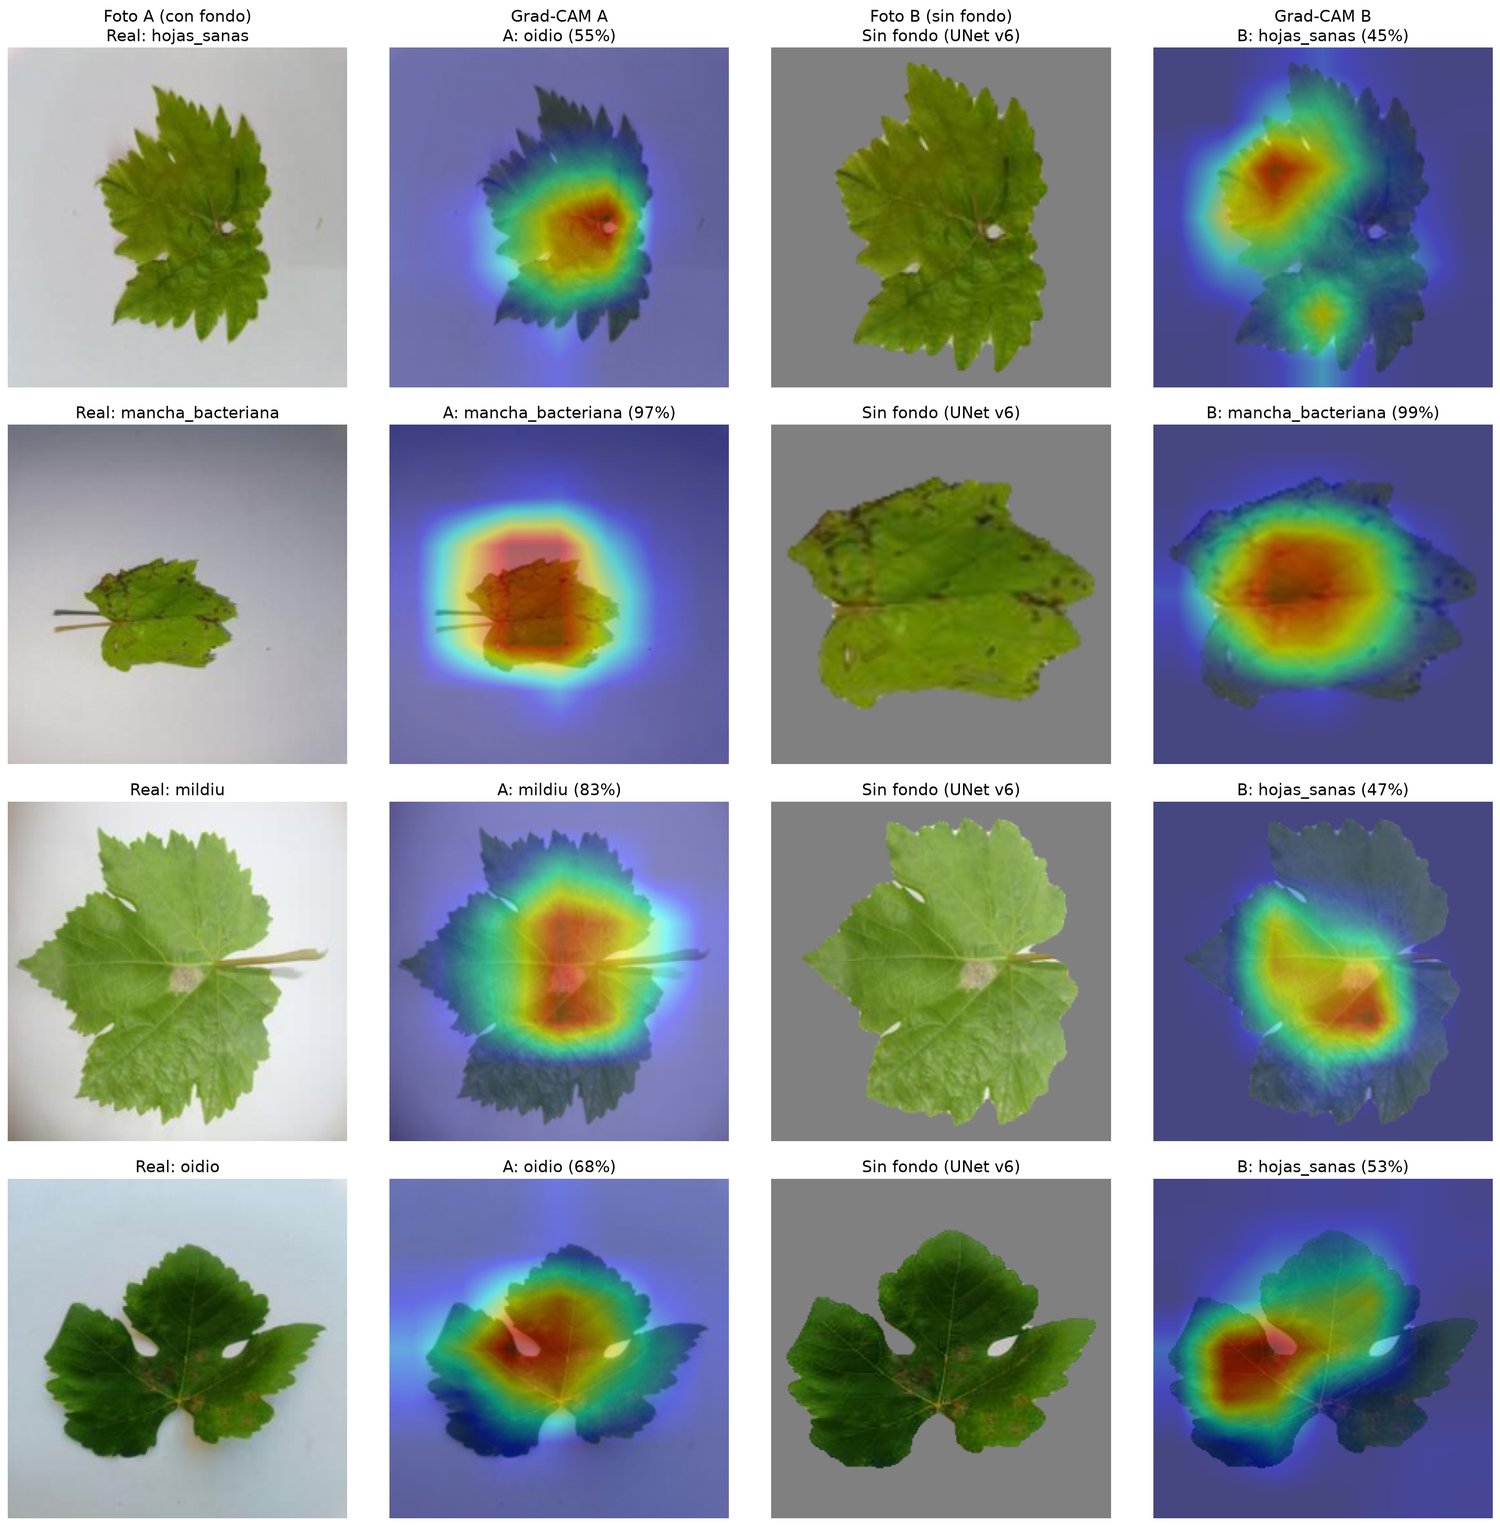 Foto A (con fondo)
Real: hojas_sanas
Grad-CAM A
A: oidio (55%)
Foto B (sin fondo)
Sin fondo (UNet v6)
Grad-CAM B
B: hojas_sanas (45%)
Real: mancha_bacteriana
A: mancha_bacteriana (97%)
Sin fondo (UNet v6)
B: mancha_bacteriana (99%)
Real: mildiu
A: mildiu (83%)
Sin fondo (UNet v6)
B: hojas_sanas (47%)
Real: oidio
A: oidio (68%)
Sin fondo (UNet v6)
B: hojas_sanas (53%)